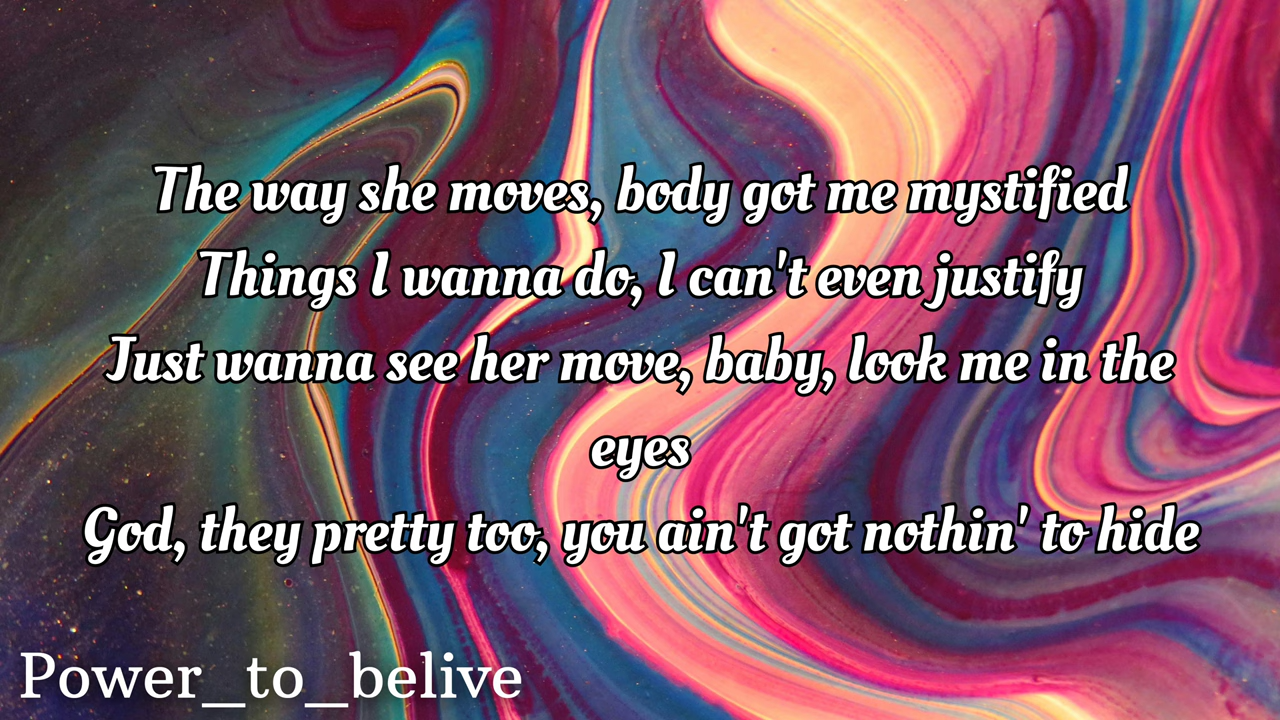 The way she moves, body got me mystified
Things I wanna do, I can't even justify
Just wanna see her move, baby, look me in the
eyes
God, they pretty too, you ain't got nothin' to hide
Power_to_belive